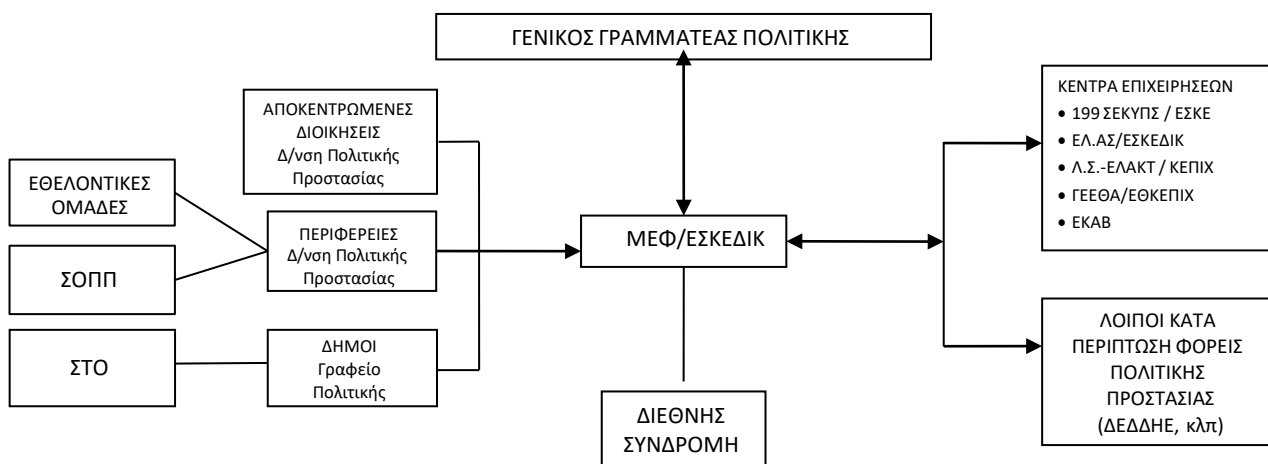 ΓΕΝΙΚΟΣ ΓΡΑΜΜΑΤΕΑΣ ΠΟΛΙΤΙΚΗΣ
ΑΠΟΚΕΝΤΡΩΜΕΝΕΣ
ΔΙΟΙΚΗΣΕΙΣ
Δ/νση Πολιτικής
Προστασίας
ΕΘΕΛΟΝΤΙΚΕΣ
ΟΜΑΔΕΣ
ΣΟΠΠ
ΣΤΟ
ΠΕΡΙΦΕΡΕΙΕΣ
Δ/νση Πολιτικής
Προστασίας
ΔΗΜΟΙ
Γραφείο
Πολιτικής
ΜΕΦ/ΕΣΚΕΔΙΚ
ΔΙΕΘΝΗΣ
ΣΥΝΔΡΟΜΗ
ΚΕΝΤΡΑ ΕΠΙΧΕΙΡΗΣΕΩΝ
• 199 ΣΕΚΥΠΣ / ΕΣΚΕ
• ΕΛ.ΑΣ/ΕΣΚΕΔΙΚ
• Λ.Σ.-ΕΛΑΚΤ / ΚΕΠΙΧ
• ΓΕΕΘΑ/ΕΘΚΕΠΙΧ
• ΕΚΑΒ
ΛΟΙΠΟΙ ΚΑΤΑ
ΠΕΡΙΠΤΩΣΗ ΦΟΡΕΙΣ
ΠΟΛΙΤΙΚΗΣ
ΠΡΟΣΤΑΣΙΑΣ
(ΔΕΔΔΗΕ, κλπ)